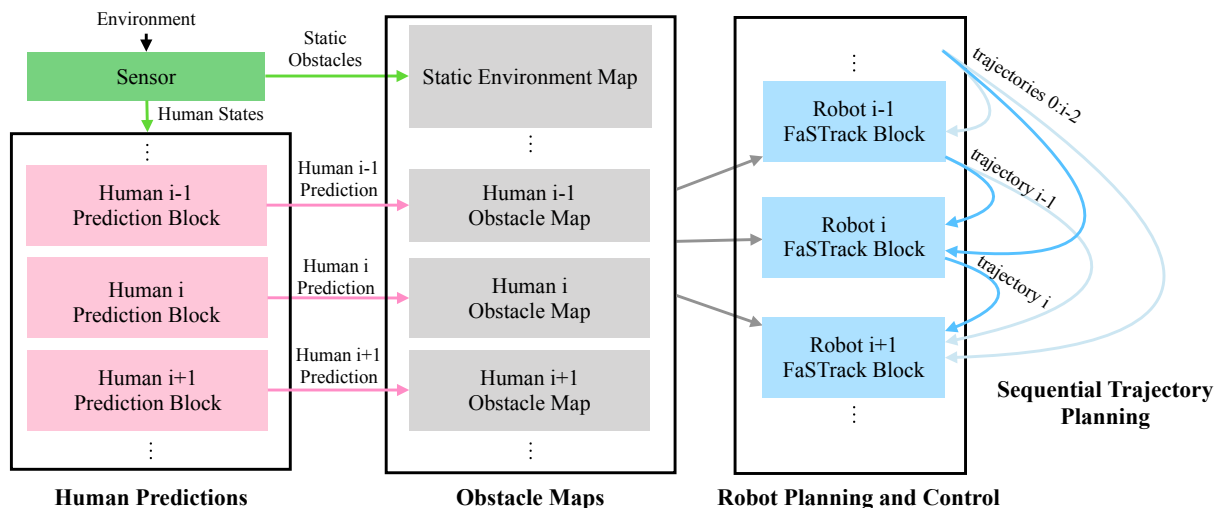 Environment
Sensor
Static
Obstacles
Human States
⋮
Human i-1
Prediction Block
Human i
Prediction Block
Human i+1
Prediction Block
⋮
Human Predictions
Human i-1
Prediction
Human i
Prediction
Human i+1
Prediction
Static Environment Map
⋮
Human i-1
Obstacle Map
Human i
Obstacle Map
Human i+1
Obstacle Map
⋮
Obstacle Maps
⋮
Robot i-1
FaSTrack Block
Robot i
FaSTrack Block
Robot i+1
FaSTrack Block
⋮
Robot Planning and Control
trajectories 0:i-2
trajectory i-1
trajectory i
Sequential Trajectory
Planning